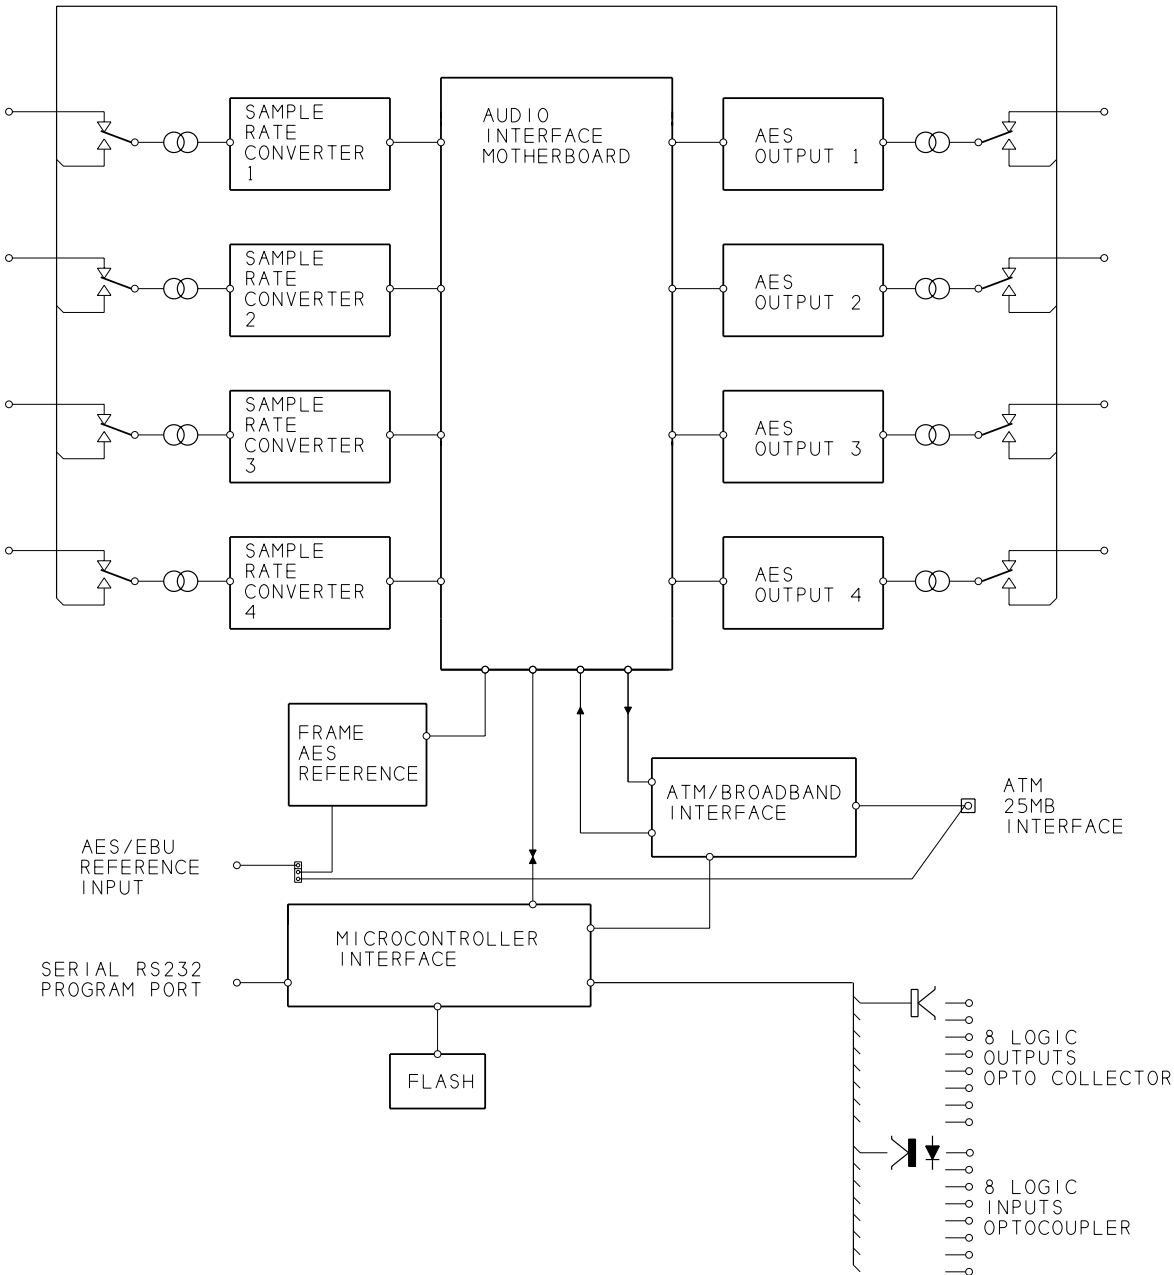 SAMPLE
RATE
CONVERTER
1
AUDIO
INTERFACE
MOTHERBOARD
AES
OUTPUT 1
SAMPLE
RATE
CONVERTER
2
AES
OUTPUT 2
SAMPLE
RATE
CONVERTER
3
AES
OUTPUT 3
SAMPLE
RATE
CONVERTER
4
AES
OUTPUT 4
FRAME
AES
REFERENCE
ATM/BROADBAND
INTERFACE
ATM
25MB
INTERFACE
AES/EBU
REFERENCE
INPUT
MICROCONTROLLER
INTERFACE
SERIAL RS232
PROGRAM PORT
FLASH
8 LOGIC
OUTPUTS
OPTO COLLECTOR
8 LOGIC
INPUTS
OPTOCOUPLER